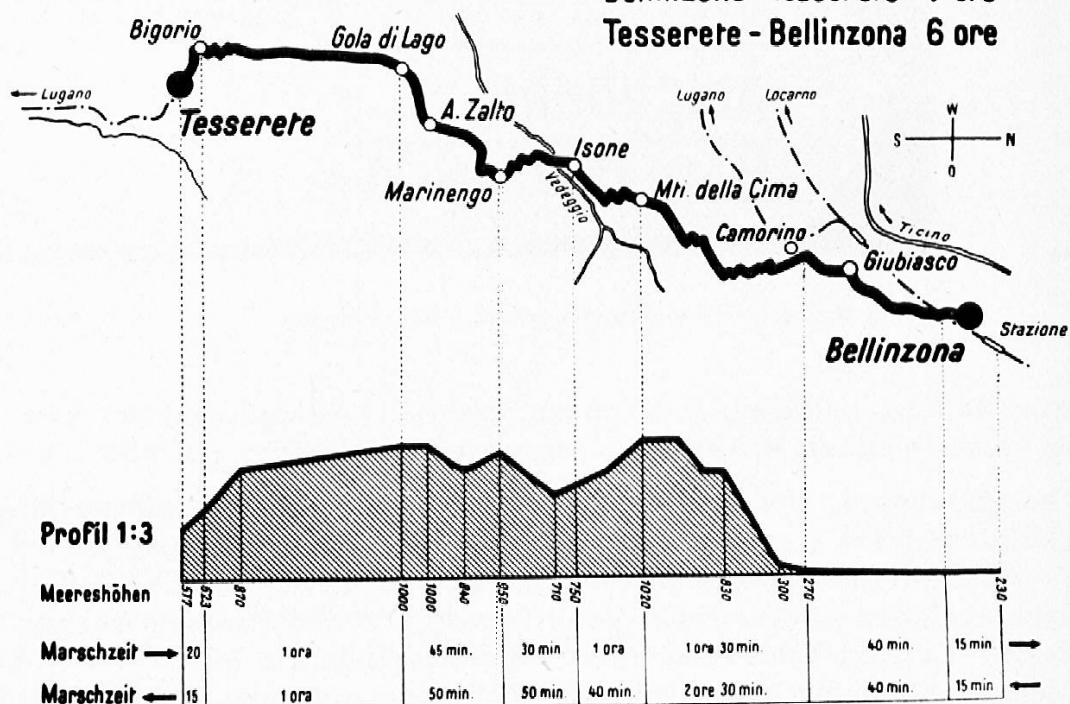 Tesserete - Bellinzona 6 ore
Bigorio
Gola di Lago
Lugano
Tesserete
A. Zalto
Marinengo
Isone
Vedeggio
Mti. della Cima
Lugano
Locarno
W
S
N
O
Camorino
Ticino
Giubiasco
Bellinzona
Stazione
Profil 1:3
Meereshöhen 517 623 870 1000 1000 840 710 750 1020 830 300 270 230
Marschzeit → 20 1 ora 45 min. 30 min. 1 ora 1 ora 30 min. 40 min. 15 min. →
Marschzeit ← 15 1 ora 50 min. 50 min. 40 min. 2 ore 30 min. 40 min. 15 min. ←